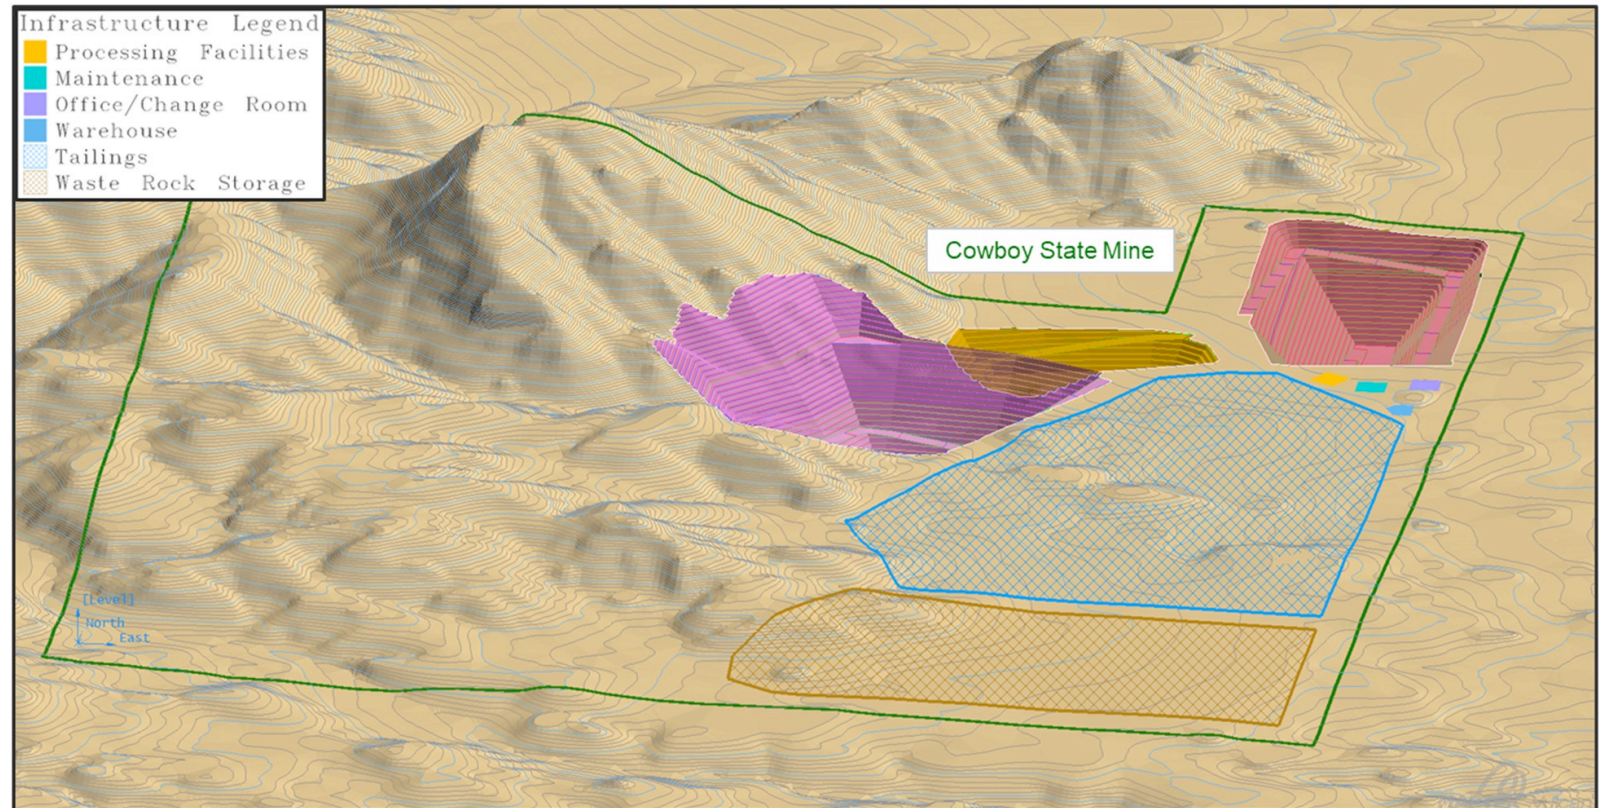 Infrastructure Legend
Processing Facilities
Maintenance
Office/Change Room
Warehouse
Tailings
Waste Rock Storage
Cowboy State Mine
[Level]
North
East